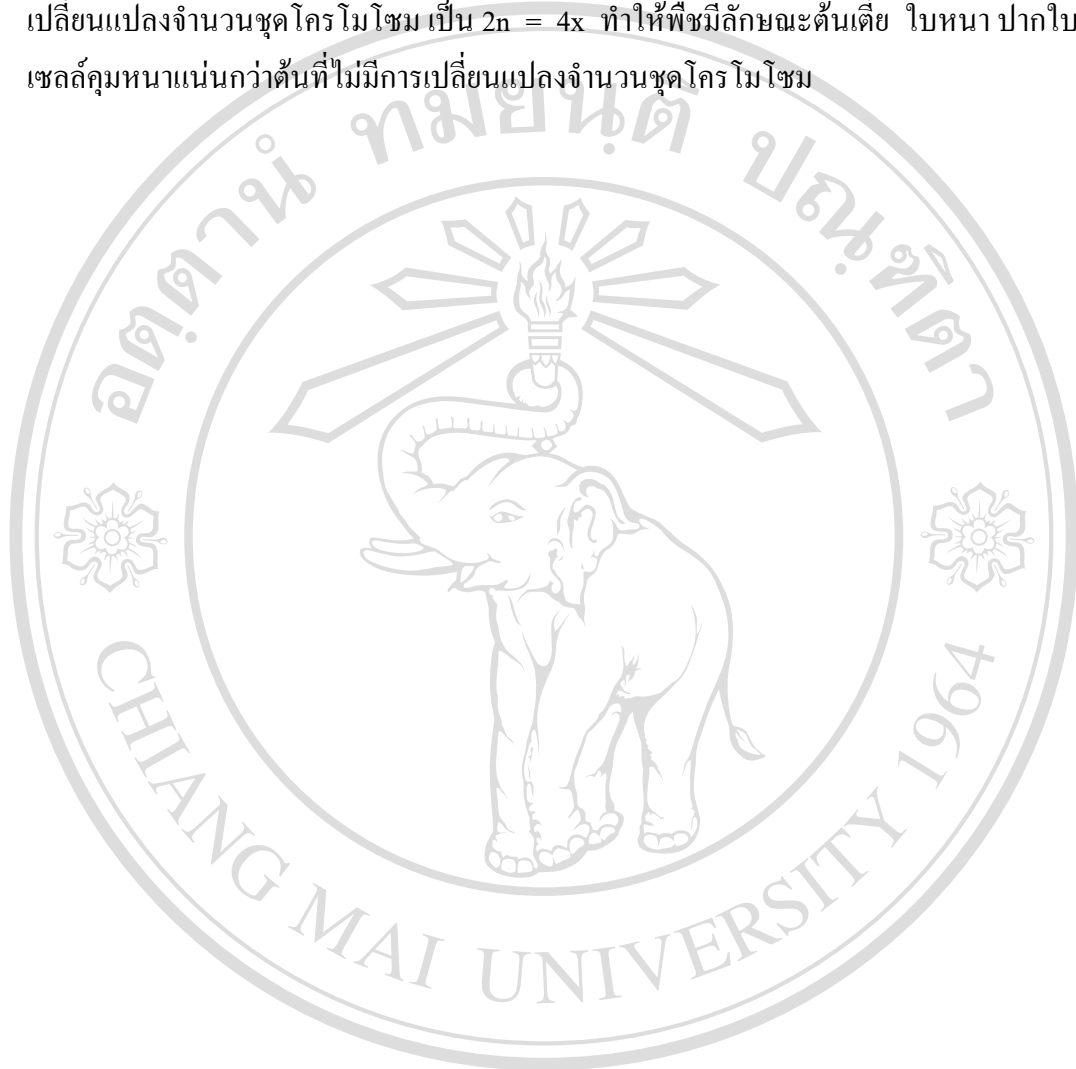 เปลี่ยนแปลงจำนวนชุดโครโมโซม เป็น 2n = 4x ทำให้พืชมีลักษณะต้นเตี้ย ใบหนา ปากใบ
เซลล์คุมหนาแน่นกว่าต้นที่ไม่มีการเปลี่ยนแปลงจำนวนชุดโครโมโซม
อตฺตานํ ทมยนฺติ ปณฺฑิตา
CHIANG MAI UNIVERSITY 1964